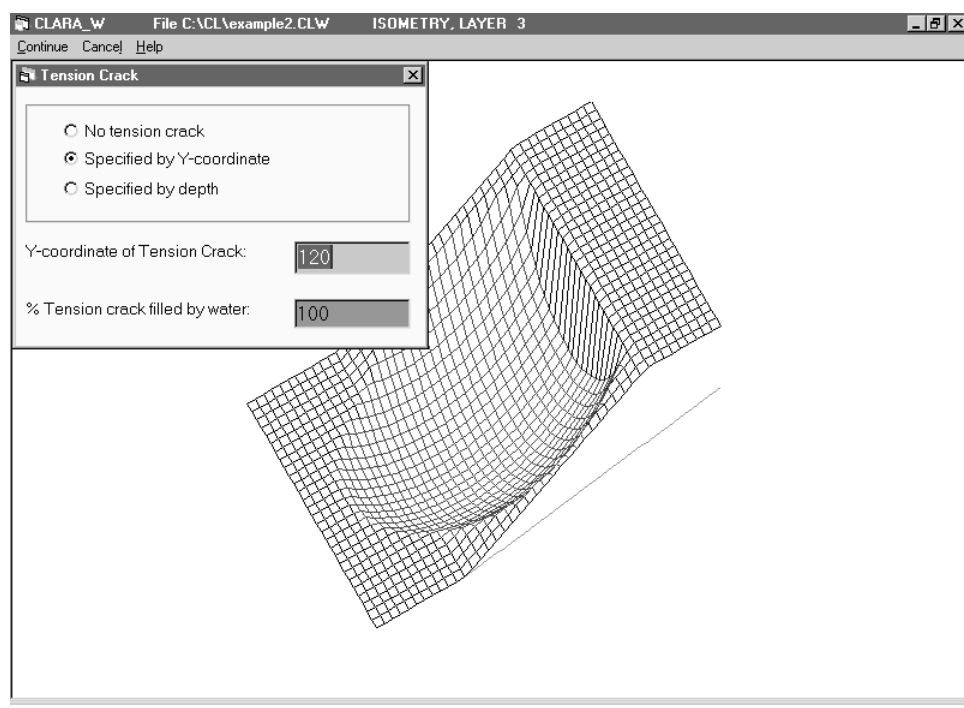 CLARA_W File C:\CL\example2.CLW ISOMETRY, LAYER 3
Continue Cancel Help
Tension Crack
No tension crack
Specified by Y-coordinate
Specified by depth
Y-coordinate of Tension Crack: 120
% Tension crack filled by water: 100